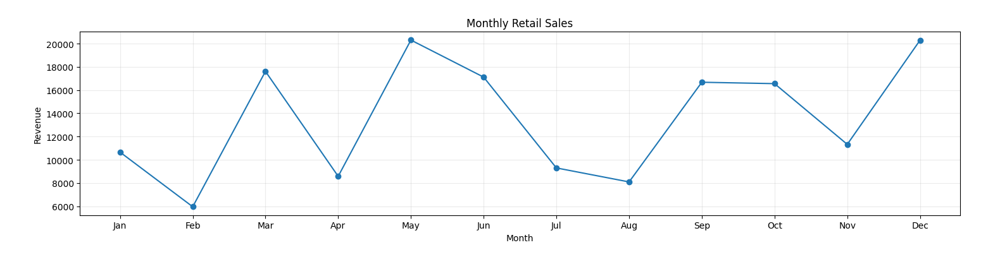 Monthly Retail Sales
20000
18000
16000
14000
12000
10000
8000
6000
Revenue
Jan Feb Mar Apr May Jun Jul Aug Sep Oct Nov Dec
Month